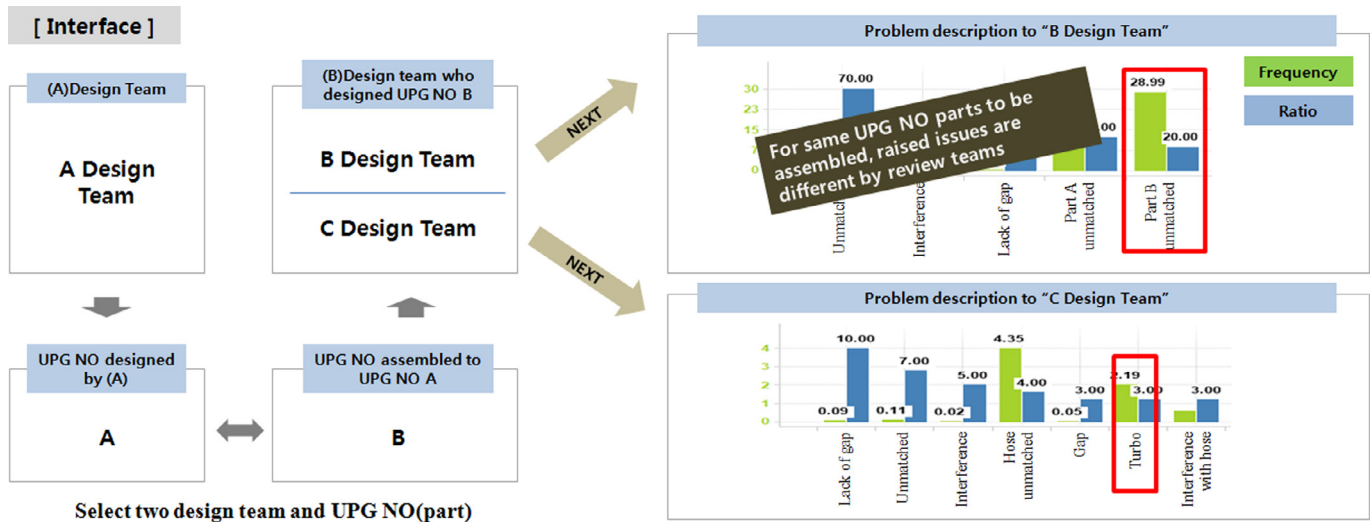 [ Interface ]
(A)Design Team
A Design
Team
(B)Design team who
designed UPG NO B
B Design Team
C Design Team
NEXT
NEXT
UPG NO designed
by (A)
A
UPG NO assembled to
UPG NO A
B
Select two design team and UPG NO(part)
Problem description to “B Design Team”
Frequency
Ratio
70.00
28.99
20.00
30
23
15
0
For same UPG NO parts to be
assembled, raised issues are
different by review teams
Interference
Lack of gap
Part A
unmatched
Part B
unmatched
Problem description to “C Design Team”
4
3
2
1
0
0.09
10.00
0.11
7.00
0.02
5.00
4.35
4.00
0.05
3.00
2.19
3.00
3.00
Lack of gap
Unmatched
Interference
Hose
unmatched
Gap
Turbo
Interference
with hose